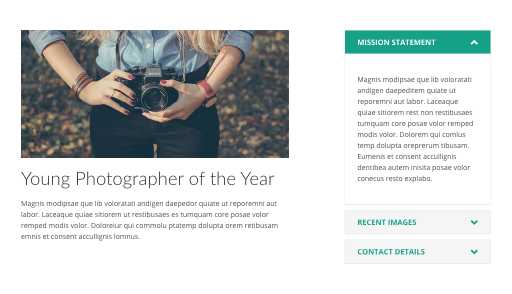 Young Photographer of the Year
Magnis modipsae que lib voloratati andigen daepedior quiate ut reporemni aut
labor. Laceaque quiae sitiorem ut restibusaes es tumquam core posae volor
remped modis volor. Doloreiur qui commolu ptatemp dolupta orem retibusam
emnis et consent accullignis lomnus.
MISSION STATEMENT
Magnis modipsae que lib voloratati
andigen daepeditem quiate ut
reporemni aut labor. Laceaque
quiae sitiorem rest non restibusaes
tumquam core posae volor remped
modis volor. Dolorem qui comlus
temp dolupta oreprerum tibusam.
Eumenis et consent accullignis
dentibea autem inisita posae volor
conecus resto explabo.
RECENT IMAGES
CONTACT DETAILS